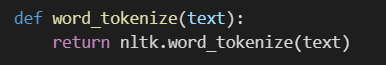 def word_tokenize(text):
    return nltk.word_tokenize(text)